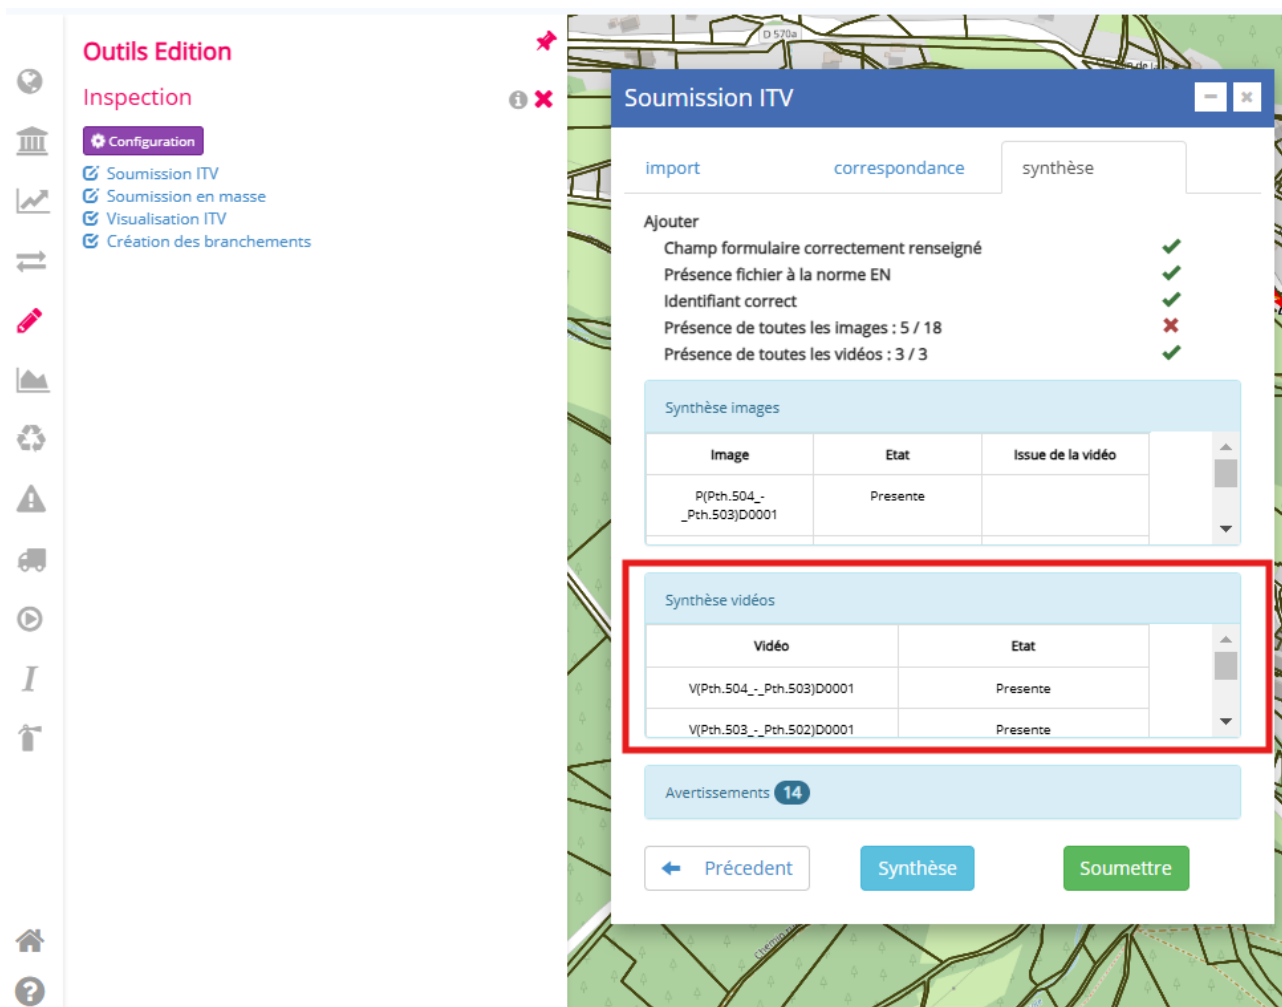 Outils Edition
Inspection
Configuration
Soumission ITV
Soumission en masse
Visualisation ITV
Création des branchements
D 570a
Soumission ITV
import
correspondance
synthèse
Ajouter
Champ formulaire correctement renseigné
Présence fichier à la norme EN
Identifiant correct
Présence de toutes les images : 5 / 18
Présence de toutes les vidéos : 3 / 3
Synthèse images
Image
Etat
Issue de la vidéo
P(Pth.504_-
_Pth.503)D0001
Presente
Synthèse vidéos
Vidéo
Etat
V(Pth.504_-_Pth.503)D0001
Presente
V(Pth.503_-_Pth.502)D0001
Presente
Avertissements 14
Précedent
Synthèse
Soumettre
Chemin